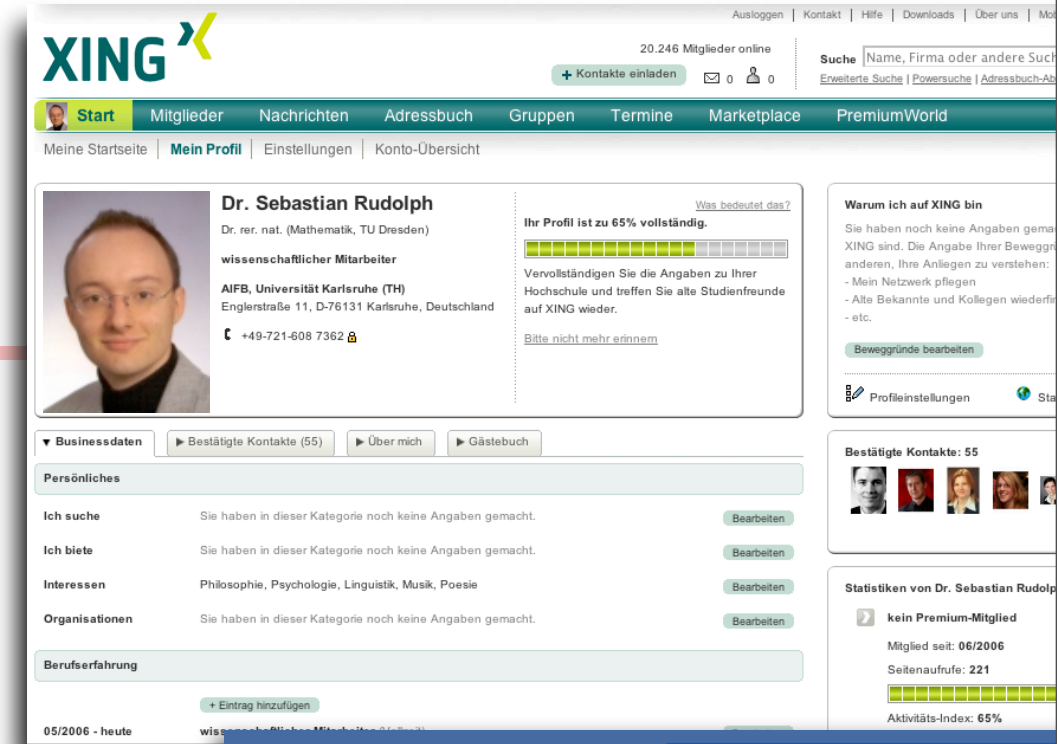 Ausloggen | Kontakt | Hilfe | Downloads | Über uns |
XING
20.246 Mitglieder online
+ Kontakte einladen 0 0
Suche Name, Firma oder andere
Erweiterte Suche | Powersuche |
Start Mitglieder Nachrichten Adressbuch Gruppen Termine Marketplace PremiumWorld
Meine Startseite | Mein Profil | Einstellungen | Konto-Übersicht
Dr. Sebastian Rudolph
Dr. rer. nat. (Mathematik, TU Dresden)
wissenschaftlicher Mitarbeiter
AIFB, Universität Karlsruhe (TH)
Englerstraße 11, D-76131 Karlsruhe, Deutschland
+49-721-608 7362
Was bedeutet das?
Ihr Profil ist zu 65% vollständig.
Vervollständigen Sie die Angaben zu Ihrer
Hochschule und treffen Sie alte Studienfreunde
auf XING wieder.
Bitte nicht mehr erinnern
Warum ich auf XING bin
Sie haben noch keine Angaben
XING sind. Die Angabe Ihrer
anderen, Ihre Anliegen zu verstehen:
- Mein Netzwerk pflegen
- Alte Bekannte und Kollegen
- etc.
Beweggründe bearbeiten
Profileinstellungen
Businessdaten Bestätigte Kontakte (55) Über mich Gästebuch
Persönliches
Ich suche Sie haben in dieser Kategorie noch keine Angaben gemacht. Bearbeiten
Ich biete Sie haben in dieser Kategorie noch keine Angaben gemacht. Bearbeiten
Interessen Philosophie, Psychologie, Linguistik, Musik, Poesie Bearbeiten
Organisationen Sie haben in dieser Kategorie noch keine Angaben gemacht. Bearbeiten
Berufserfahrung
+ Eintrag hinzufügen
05/2006 - heute
Bestätigte Kontakte: 55
Statistiken von Dr. Sebastian
kein Premium-Mitglied
Mitglied seit: 06/2006
Seitenaufrufe: 221
Aktivitäts-Index: 65%